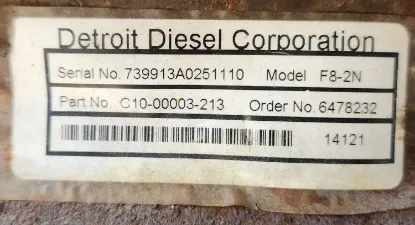 Detroit Diesel Corporation
Serial No. 739913A0251110 Model F8-2N
Part No. C10-00003-213 Order No. 6478232
14121